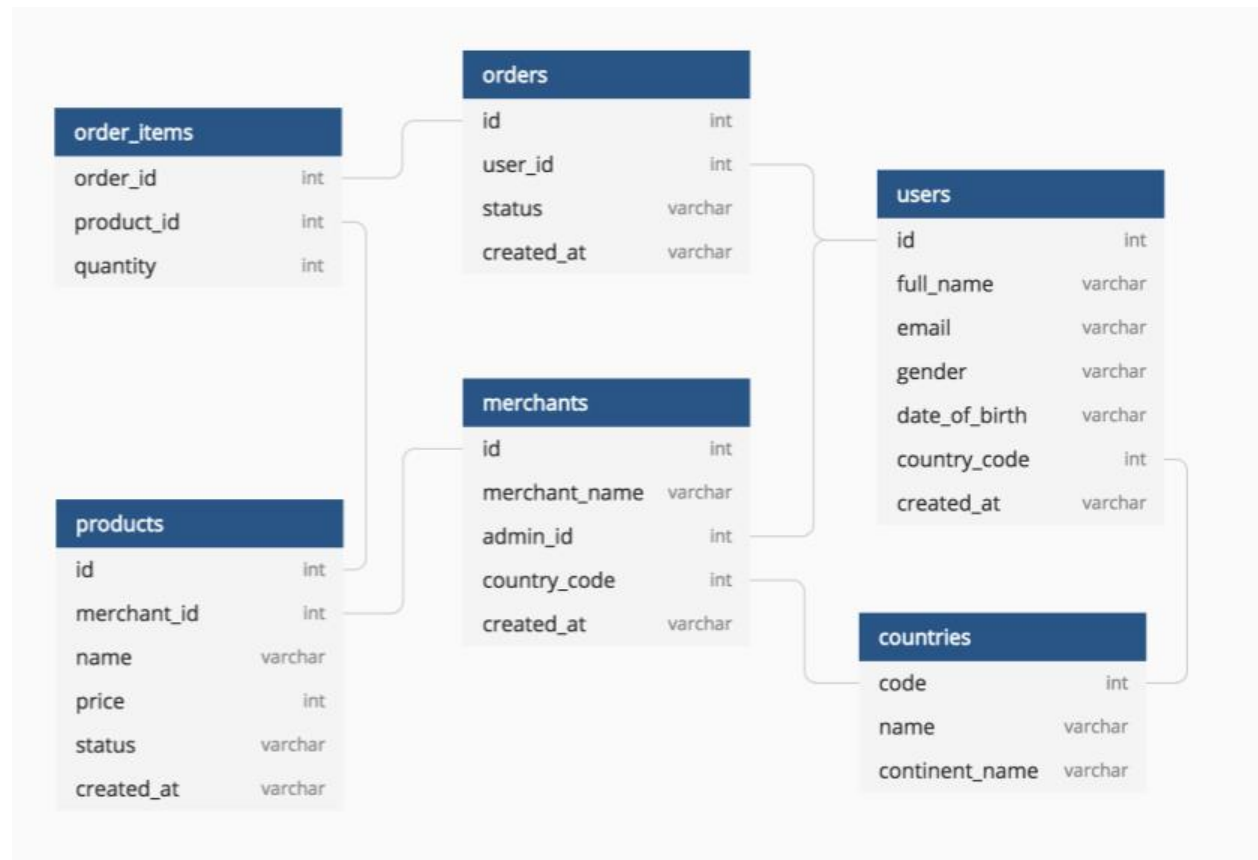 orders
id int
user_id int
status varchar
created_at varchar
order_items
order_id int
product_id int
quantity int
users
id int
full_name varchar
email varchar
gender varchar
date_of_birth varchar
country_code int
created_at varchar
merchants
id int
merchant_name varchar
admin_id int
country_code int
created_at varchar
products
id int
merchant_id int
name varchar
price int
status varchar
created_at varchar
countries
code int
name varchar
continent_name varchar